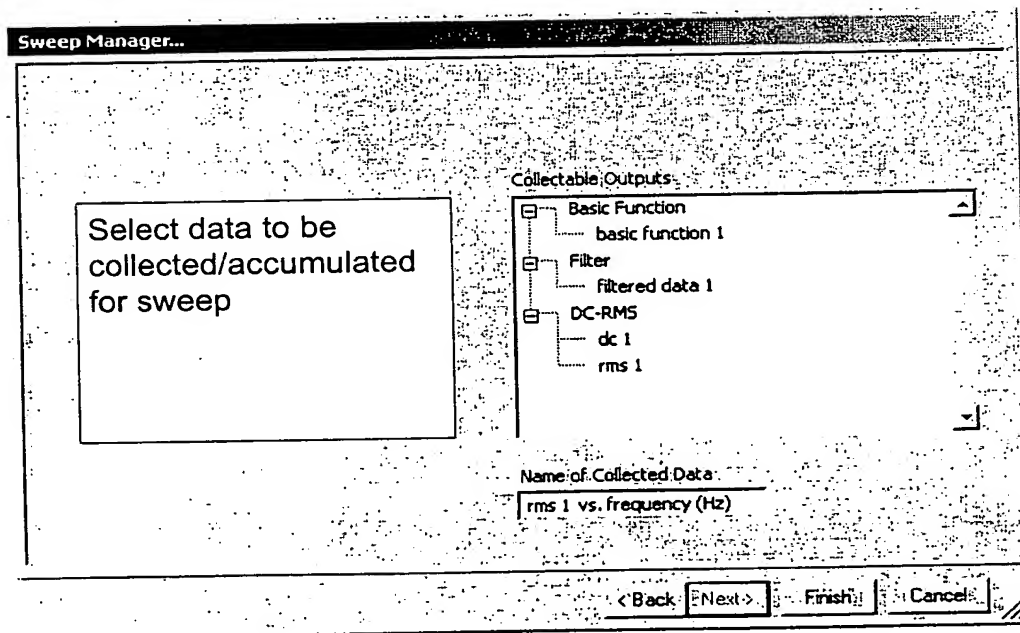 Sweep Manager...
Select data to be
collected/accumulated
for sweep
Collectable Outputs
Basic Function
basic function 1
Filter
filtered data 1
DC-RMS
dc 1
rms 1
Name of Collected Data
rms 1 vs. frequency (Hz)
< Back Next > Finish Cancel